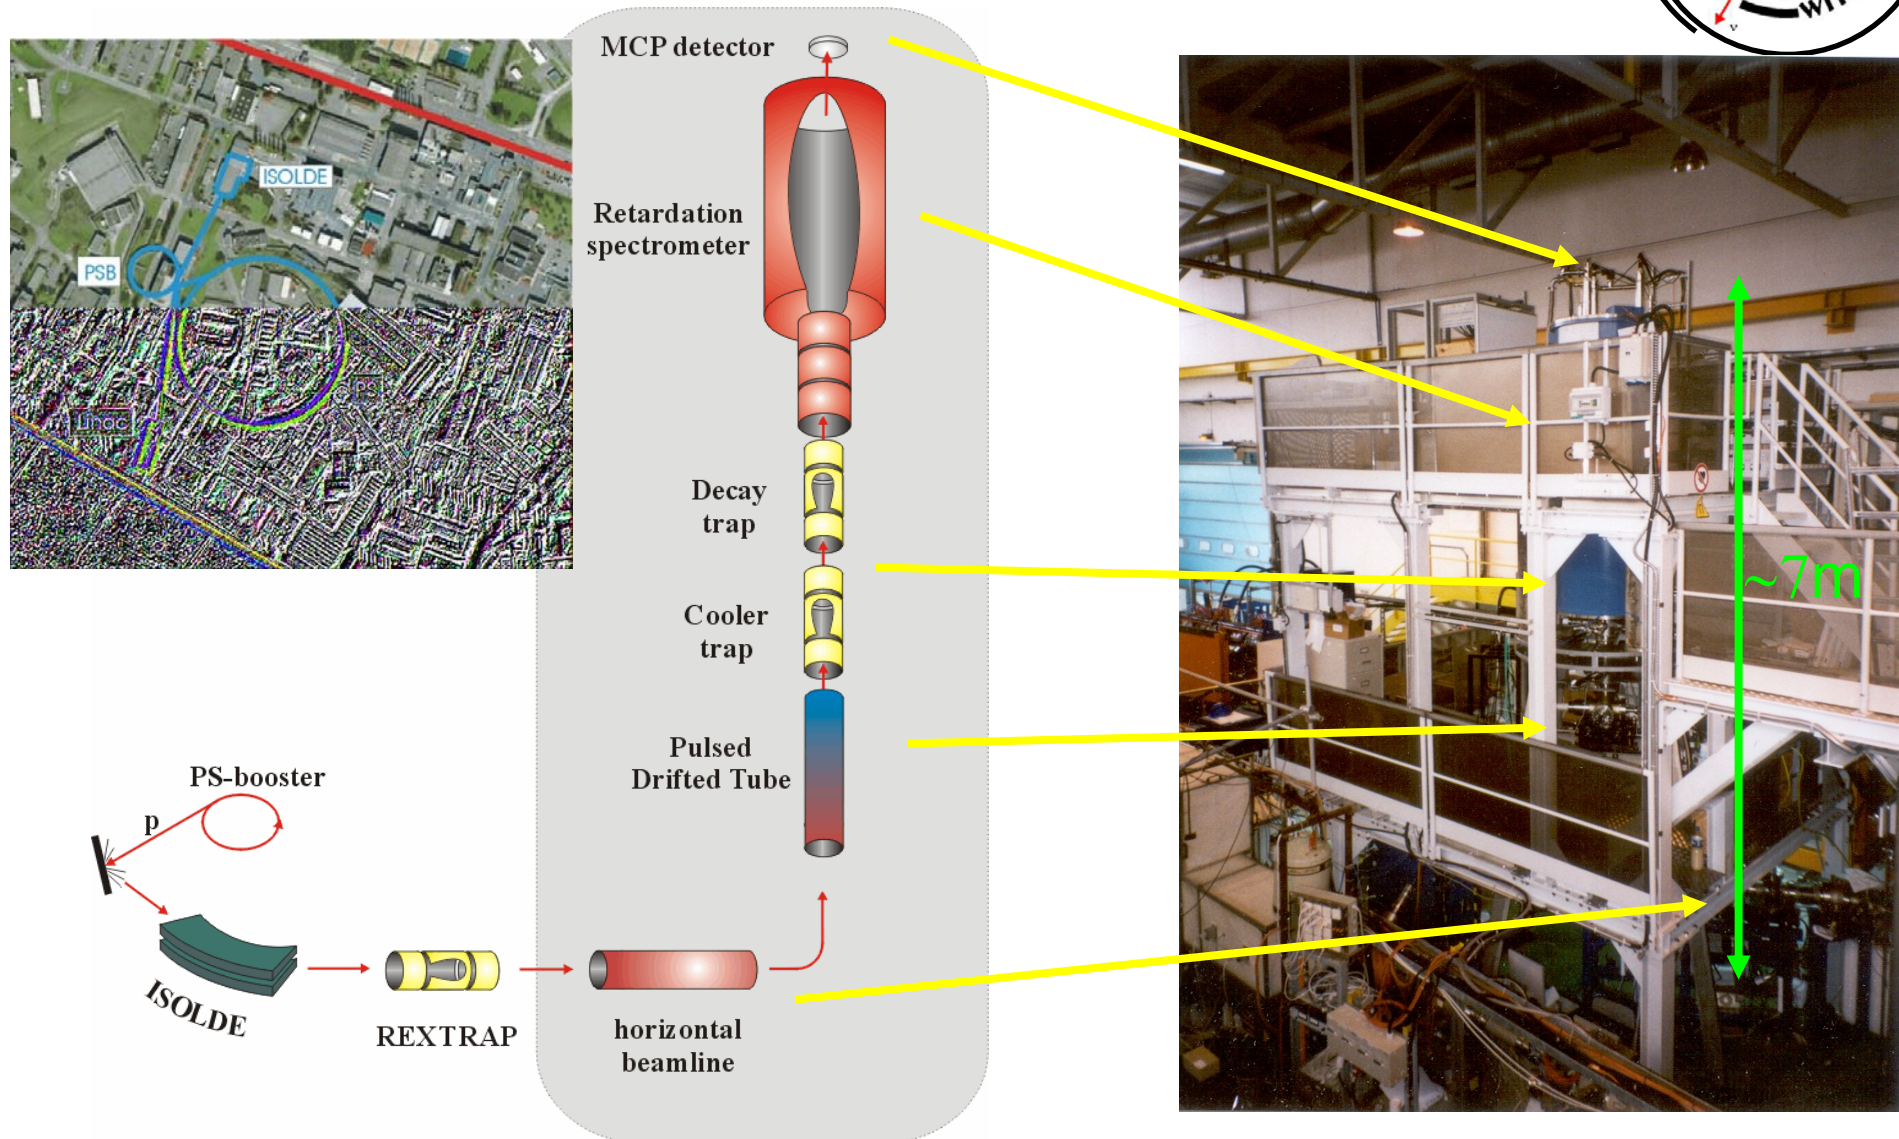 MCP detector
ISOLDE
PSB
Linac
Retardation
spectrometer
Decay
trap
Cooler
trap
Pulsed
Drifted Tube
PS-booster
p
ISOLDE
REXTRAP
horizontal
beamline
~7m
v